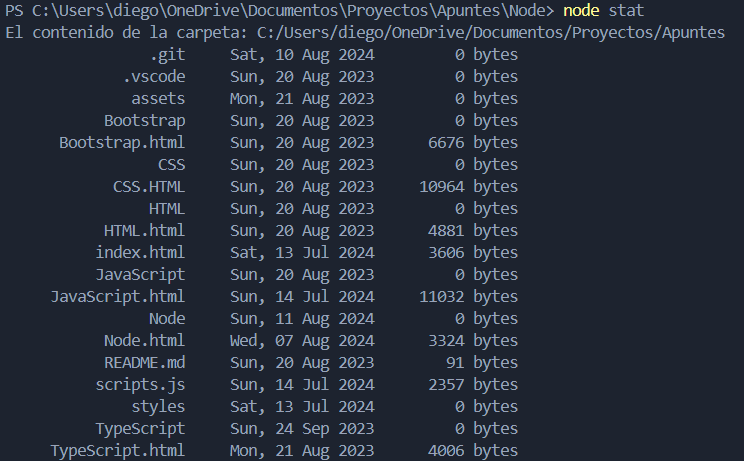 PS C:\Users\diego\OneDrive\Documentos\Proyectos\Apuntes\Node> node stat
El contenido de la carpeta: C:/Users/diego/OneDrive/Documentos/Proyectos/Apuntes
.git Sat, 10 Aug 2024 0 bytes
.vscode Sun, 20 Aug 2023 0 bytes
assets Mon, 21 Aug 2023 0 bytes
Bootstrap Sun, 20 Aug 2023 0 bytes
Bootstrap.html Sun, 20 Aug 2023 6676 bytes
CSS Sun, 20 Aug 2023 0 bytes
CSS.HTML Sun, 20 Aug 2023 10964 bytes
HTML Sun, 20 Aug 2023 0 bytes
HTML.html Sun, 20 Aug 2023 4881 bytes
index.html Sat, 13 Jul 2024 3606 bytes
JavaScript Sun, 20 Aug 2023 0 bytes
JavaScript.html Sun, 14 Jul 2024 11032 bytes
Node Sun, 11 Aug 2024 0 bytes
Node.html Wed, 07 Aug 2024 3324 bytes
README.md Sun, 20 Aug 2023 91 bytes
scripts.js Sun, 14 Jul 2024 2357 bytes
styles Sat, 13 Jul 2024 0 bytes
TypeScript Sun, 24 Sep 2023 0 bytes
TypeScript.html Mon, 21 Aug 2023 4006 bytes